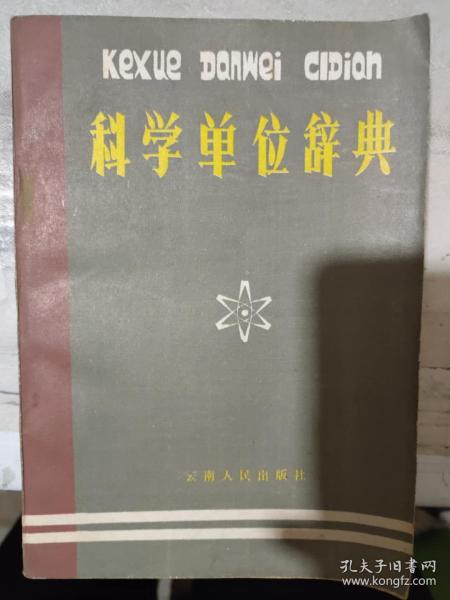 Kexue Danwei CiDian
科学单位辞典
云南人民出版社
孔夫子旧书网
www.kongfz.com